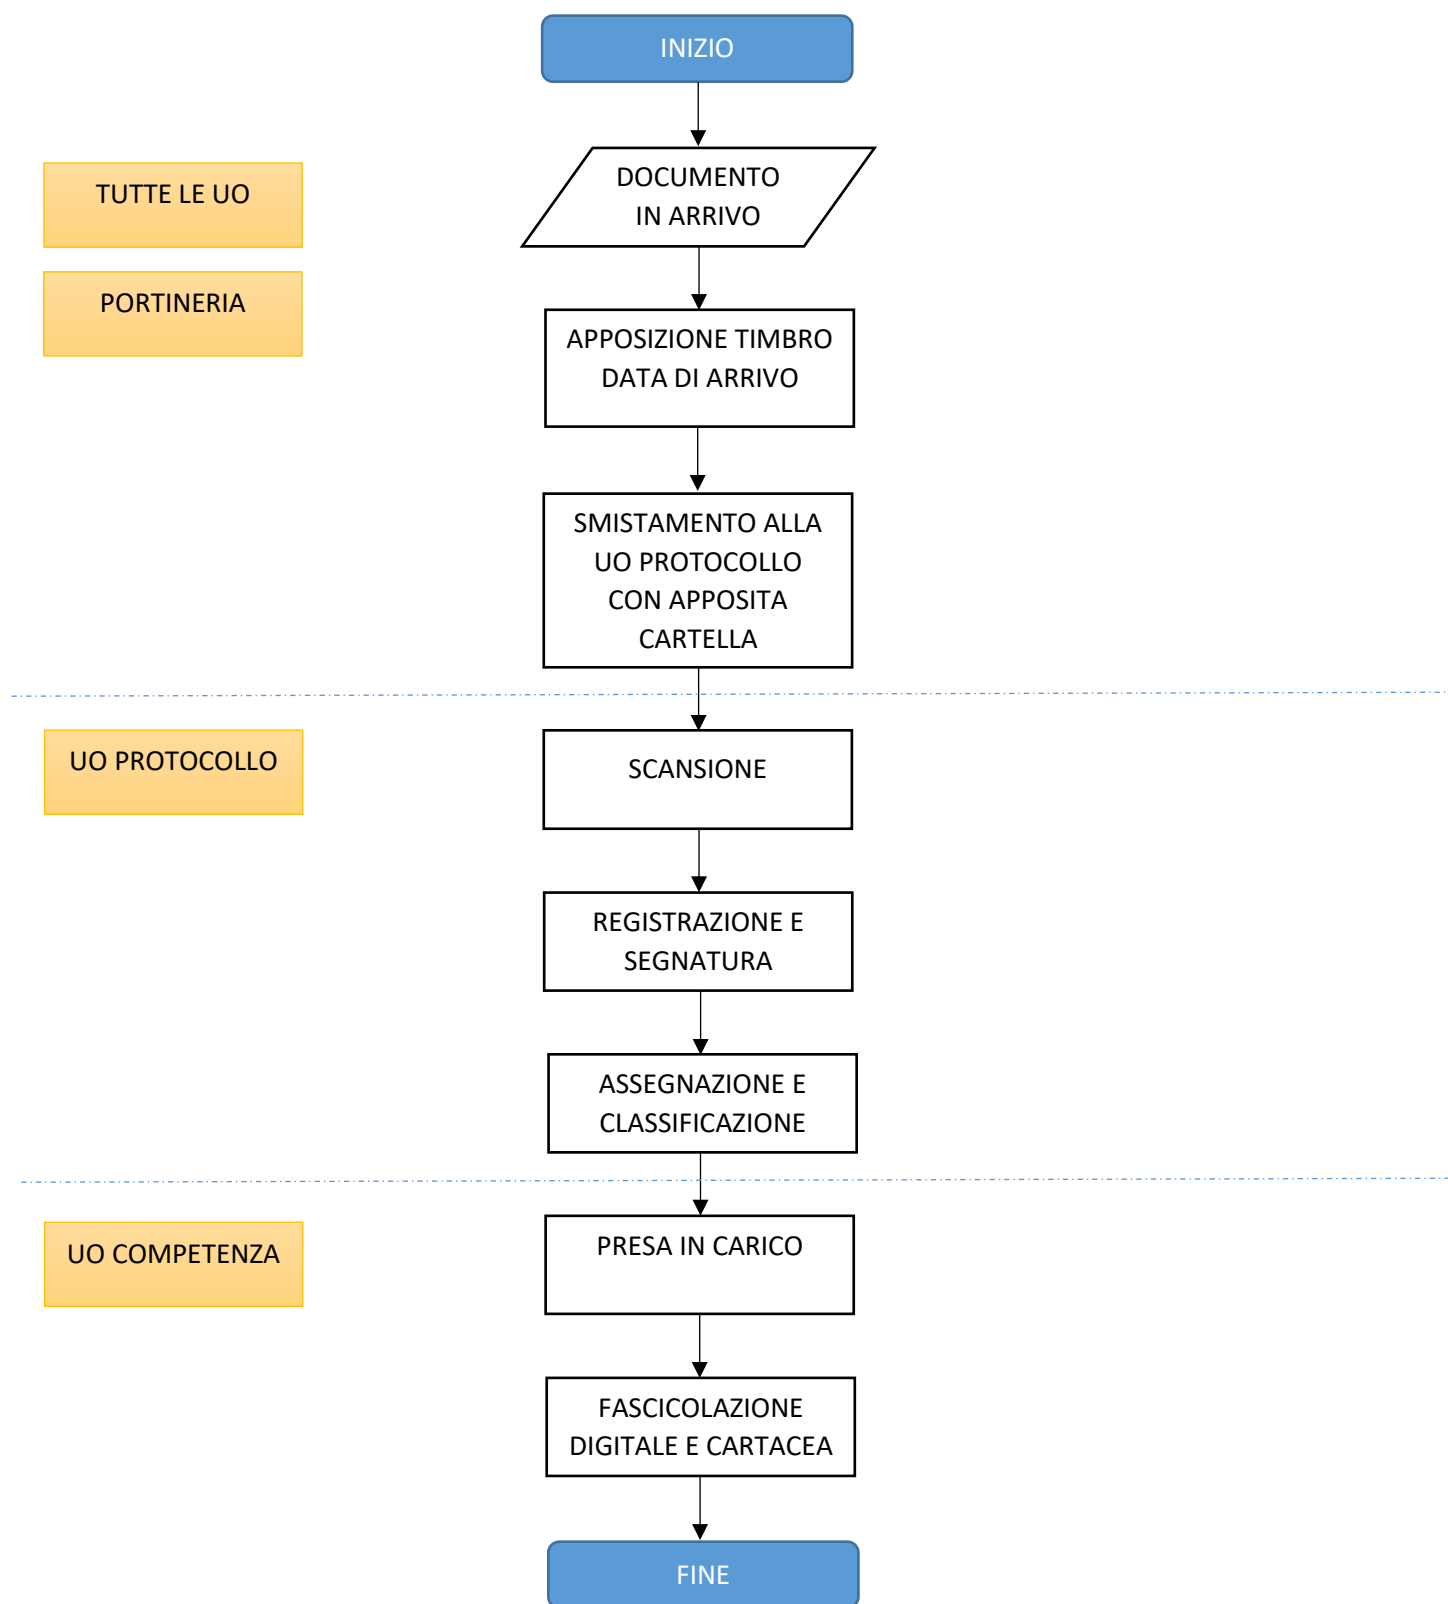 INIZIO
TUTTE LE UO
DOCUMENTO
IN ARRIVO
PORTINERIA
APPOSIZIONE TIMBRO
DATA DI ARRIVO
SMISTAMENTO ALLA
UO PROTOCOLLO
CON APPOSITA
CARTELLA
UO PROTOCOLLO
SCANSIONE
REGISTRAZIONE E
SEGNATURA
ASSEGNAZIONE E
CLASSIFICAZIONE
UO COMPETENZA
PRESA IN CARICO
FASCICOLAZIONE
DIGITALE E CARTACEA
FINE